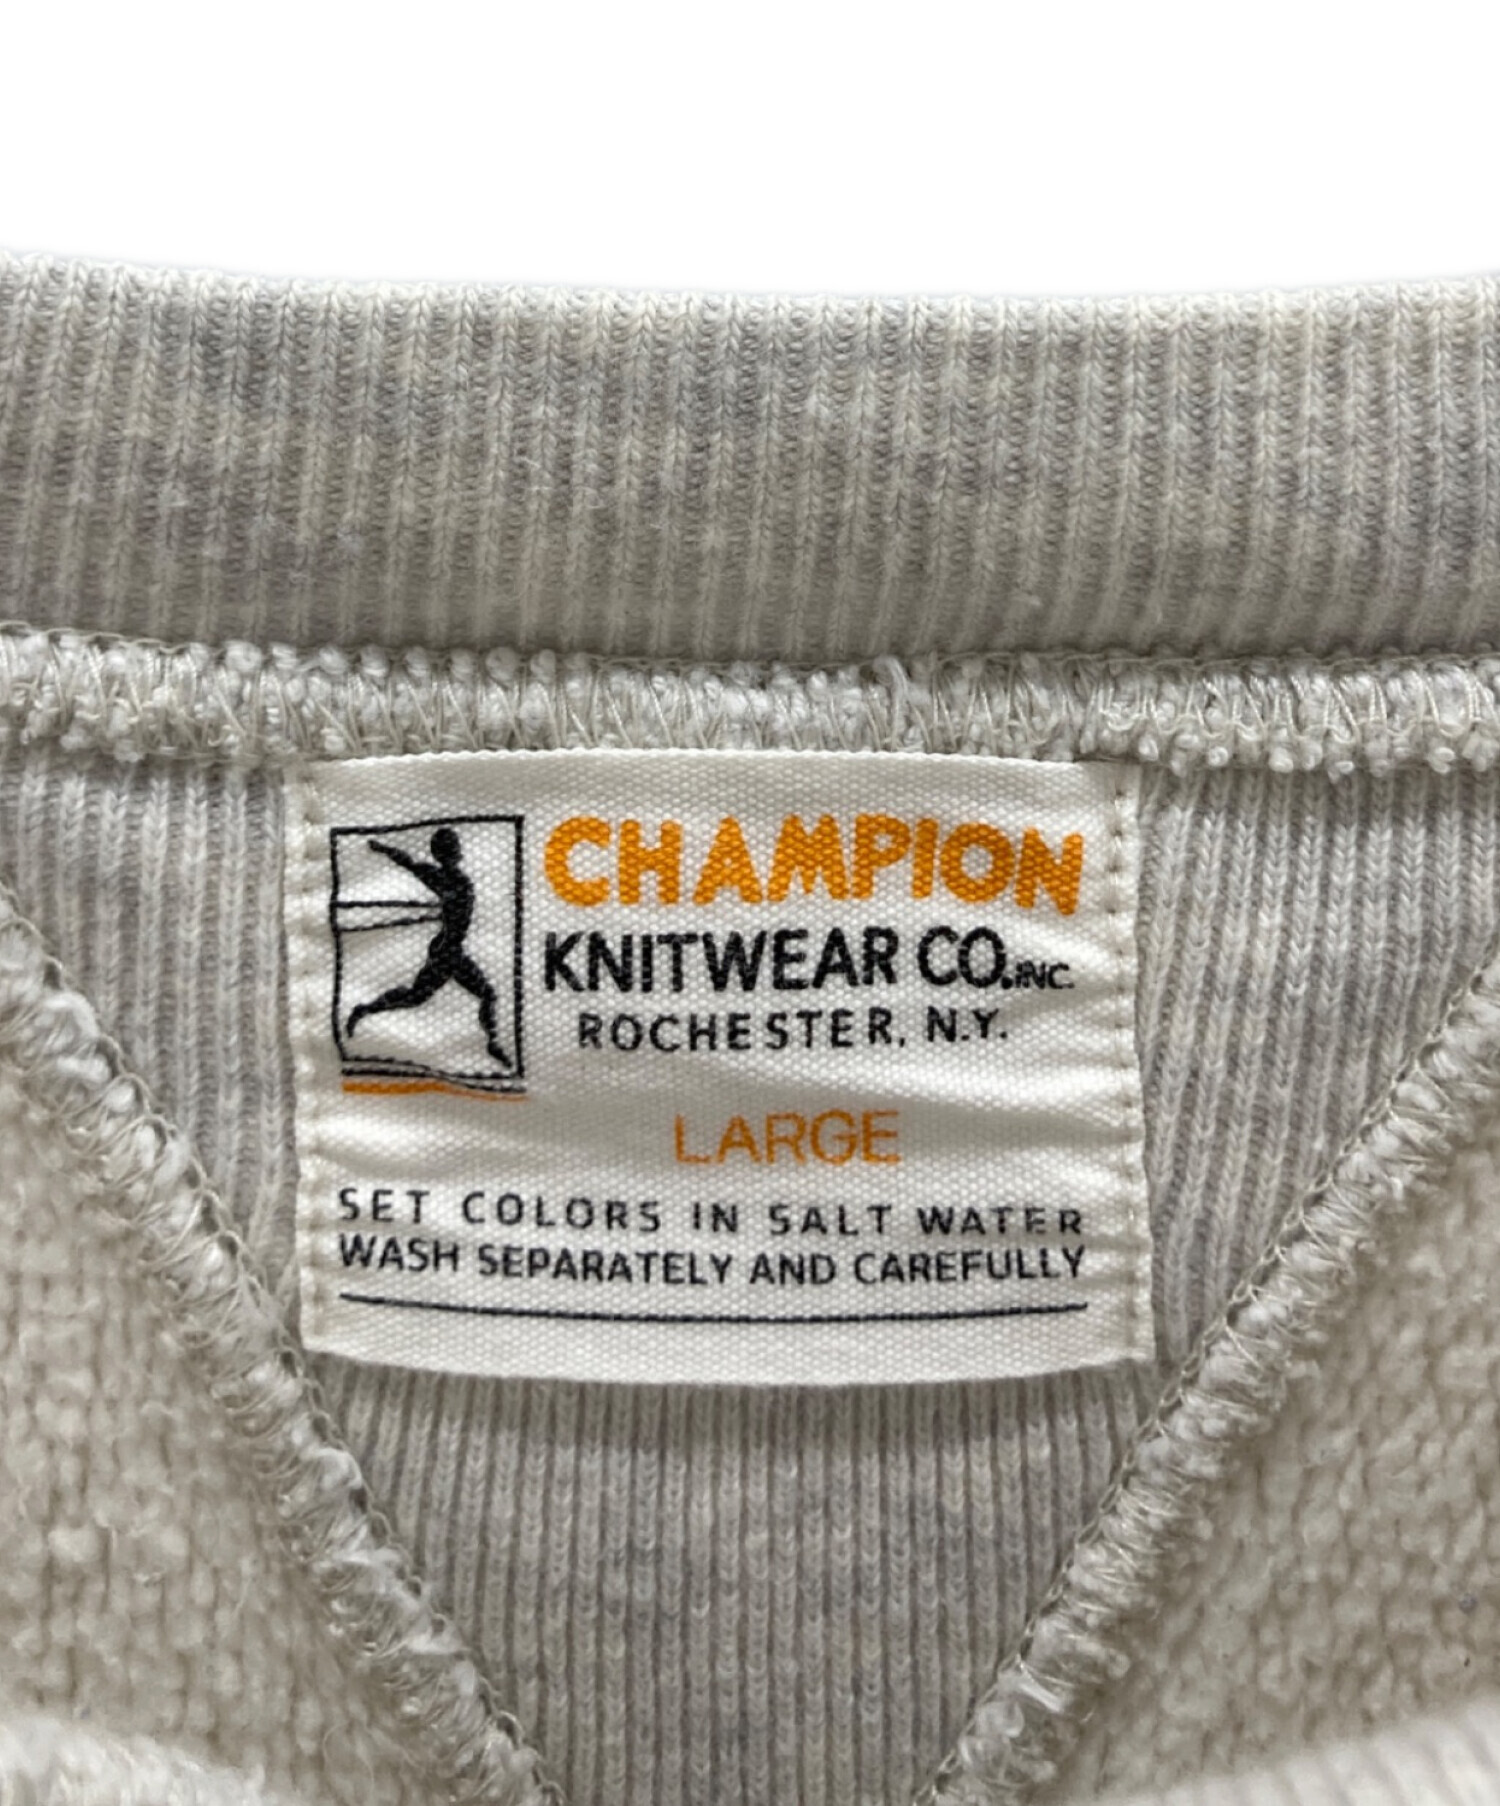 CHAMPION
KNITWEAR CO.INC.
ROCHESTER, N.Y.
LARGE
SET COLORS IN SALT WATER
WASH SEPARATELY AND CAREFULLY